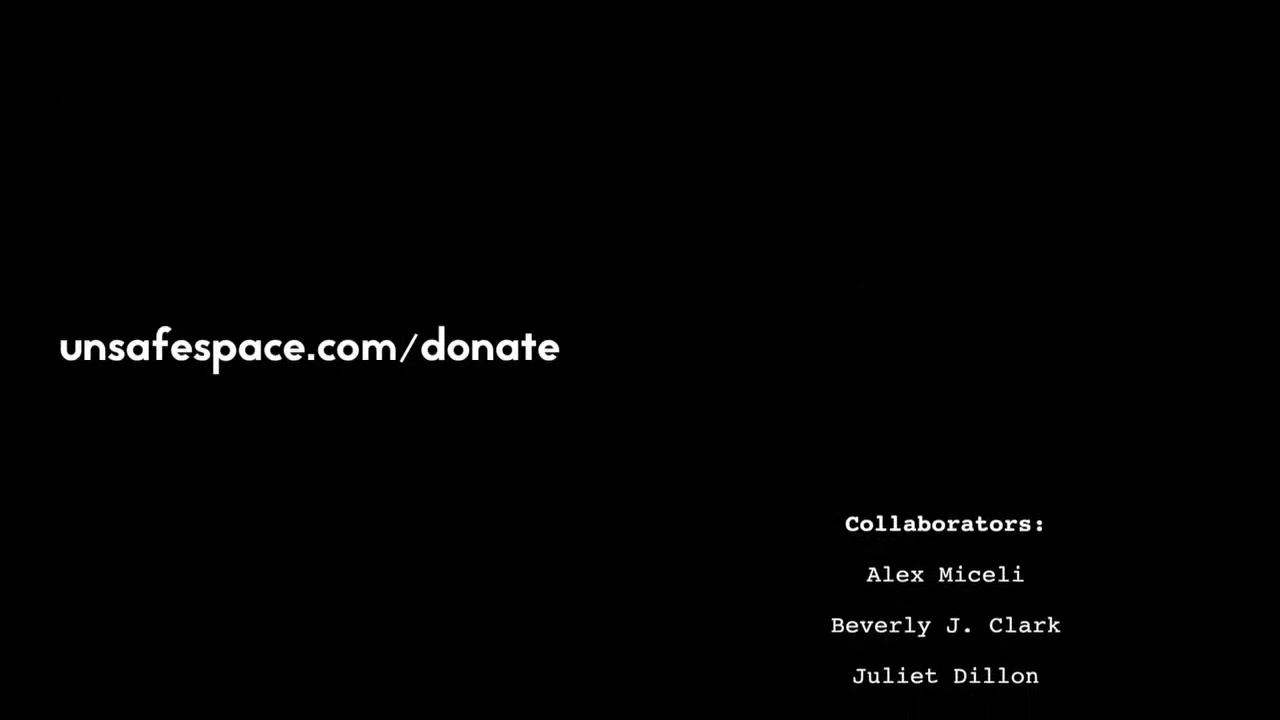 unsafespace.com/donate
Collaborators:
Alex Miceli
Beverly J. Clark
Juliet Dillon